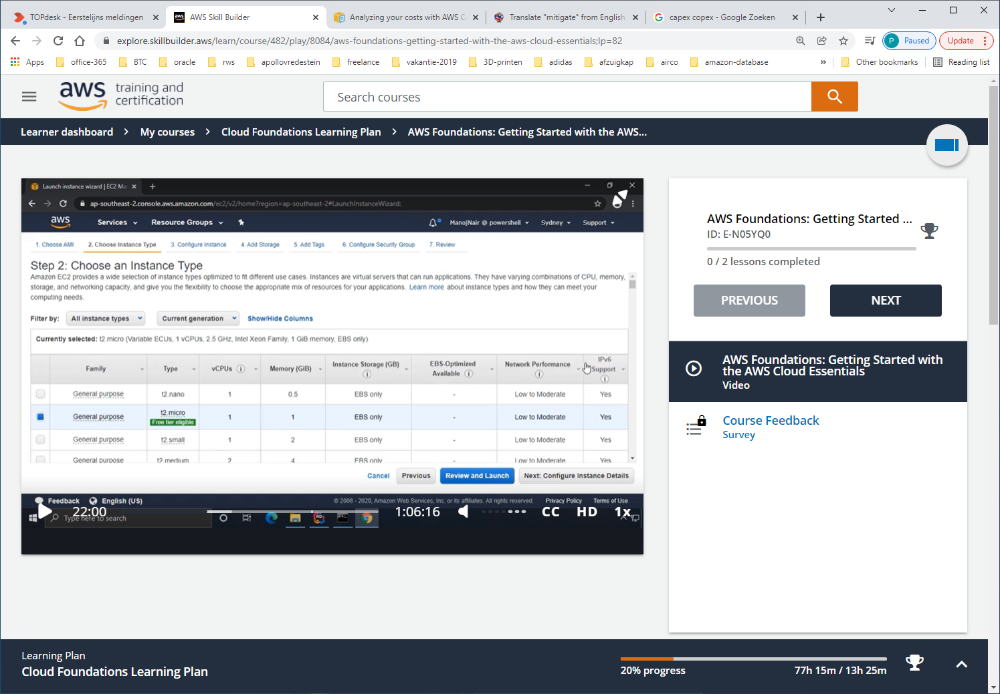 TOPdesk - Eerstelijns meldingen
AWS Skill Builder
Analyzing your costs with AWS C
Translate "mitigate" from English
capex copex - Google Zoeken
explore.skillbuilder.aws/learn/course/482/play/8084/aws-foundations-getting-started-with-the-aws-cloud-essentials;lp=82
P Paused
Update
Apps office-365 BTC oracle rws apollovredestein freelance vakantie-2019 3D-printen adidas afzuigkap airco amazon-database » Other bookmarks Reading list
aws training and certification
Search courses
Learner dashboard > My courses > Cloud Foundations Learning Plan > AWS Foundations: Getting Started with the AWS...
Launch instance wizard | EC2 Ma
ap-southeast-2.console.aws.amazon.com/ec2/v2/home?region=ap-southeast-2#LaunchInstanceWizard:
aws Services Resource Groups ManojNair @ powershell Sydney Support
1. Choose AMI 2. Choose Instance Type 3. Configure Instance 4. Add Storage 5. Add Tags 6. Configure Security Group 7. Review
Step 2: Choose an Instance Type
Amazon EC2 provides a wide selection of instance types optimized to fit different use cases. Instances are virtual servers that can run applications. They have varying combinations of CPU, memory,
storage, and networking capacity, and give you the flexibility to choose the appropriate mix of resources for your applications. Learn more about instance types and how they can meet your
computing needs.
Filter by: All instance types Current generation Show/Hide Columns
Currently selected: t2.micro (Variable ECUs, 1 vCPUs, 2.5 GHz, Intel Xeon Family, 1 GiB memory, EBS only)
Family Type vCPUs Memory (GiB) Instance Storage (GB) EBS-Optimized Available Network Performance IPv6 Support
General purpose t2.nano 1 0.5 EBS only - Low to Moderate Yes
General purpose t2.micro Free tier eligible 1 1 EBS only - Low to Moderate Yes
General purpose t2.small 1 2 EBS only - Low to Moderate Yes
General purpose t2.medium 2 4 EBS only - Low to Moderate Yes
Cancel Previous Review and Launch Next: Configure Instance Details
Feedback English (US) © 2008 - 2020, Amazon Web Services, Inc. or its affiliates. All rights reserved. Privacy Policy Terms of Use
22:00 1:06:16 CC HD 1x
Type here to search
AWS Foundations: Getting Started ...
ID: E-N05YQ0
0 / 2 lessons completed
PREVIOUS NEXT
AWS Foundations: Getting Started with
the AWS Cloud Essentials
Video
Course Feedback
Survey
Learning Plan
Cloud Foundations Learning Plan
20% progress 77h 15m / 13h 25m